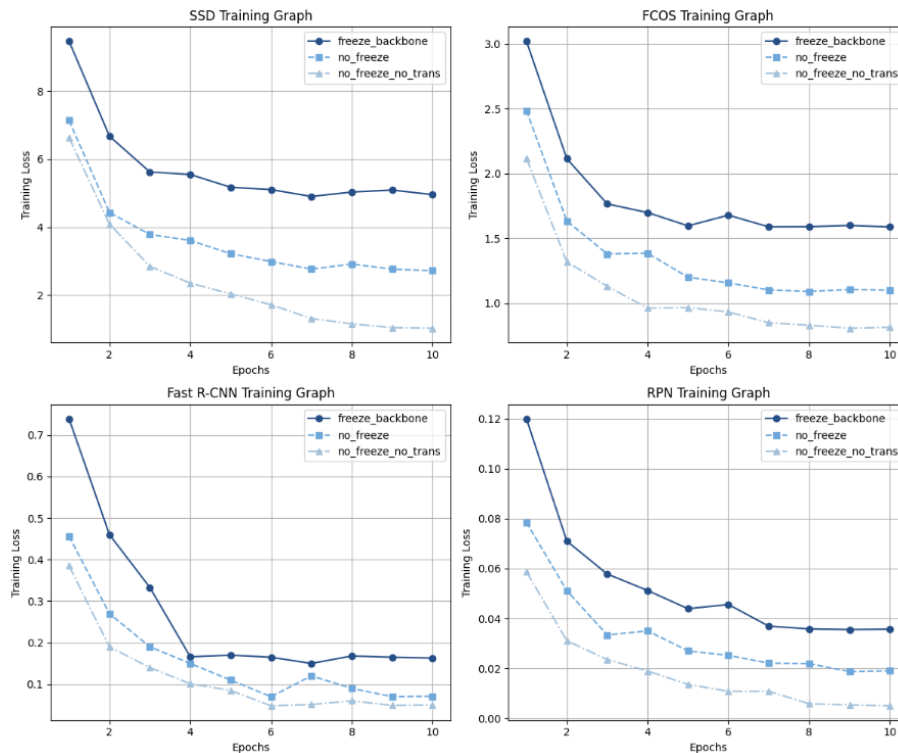 SSD Training Graph
freeze_backbone
no_freeze
no_freeze_no_trans
Training Loss
8
6
4
2
2
4
6
8
10
Epochs
FCOS Training Graph
freeze_backbone
no_freeze
no_freeze_no_trans
Training Loss
3.0
2.5
2.0
1.5
1.0
2
4
6
8
10
Epochs
Fast R-CNN Training Graph
freeze_backbone
no_freeze
no_freeze_no_trans
Training Loss
0.7
0.6
0.5
0.4
0.3
0.2
0.1
2
4
6
8
10
Epochs
RPN Training Graph
freeze_backbone
no_freeze
no_freeze_no_trans
Training Loss
0.12
0.10
0.08
0.06
0.04
0.02
0.00
2
4
6
8
10
Epochs